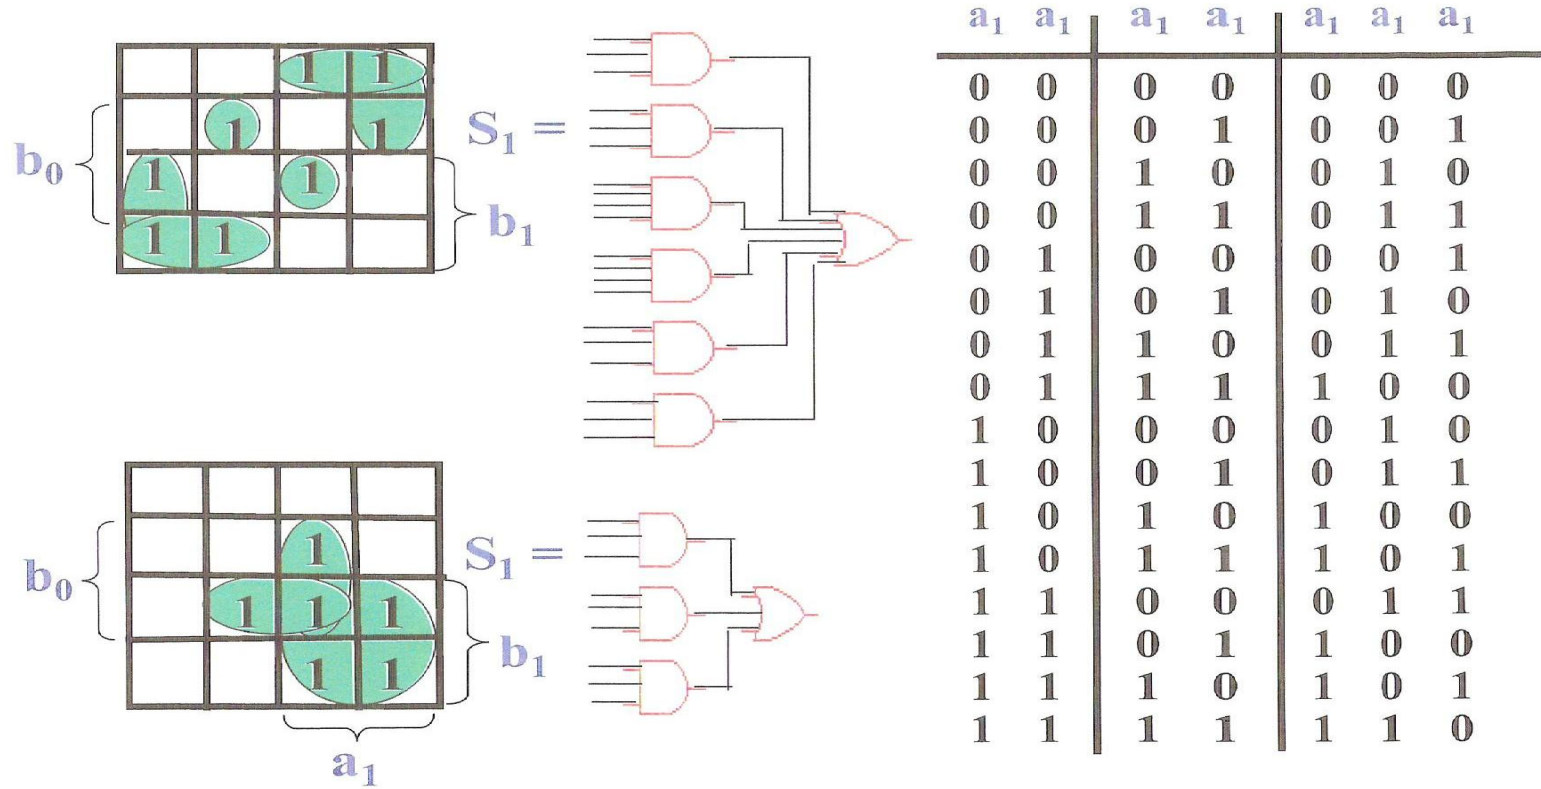 1 1
1 1
b₀
1 1
b₁
1 1
S₁ =
1
b₀
1 1 1
b₁
1 1
a₁
S₁ =
a₁ a₁ a₁ a₁ a₁ a₁ a₁
0 0 0 0 0 0 0
0 0 0 1 0 0 1
0 0 1 0 0 1 0
0 0 1 1 0 1 1
0 1 0 0 0 0 1
0 1 0 1 0 1 0
0 1 1 0 0 1 1
0 1 1 1 1 0 0
1 0 0 0 0 1 0
1 0 0 1 0 1 1
1 0 1 0 1 0 0
1 0 1 1 1 0 1
1 1 0 0 0 1 1
1 1 0 1 1 0 0
1 1 1 0 1 0 1
1 1 1 1 1 1 0